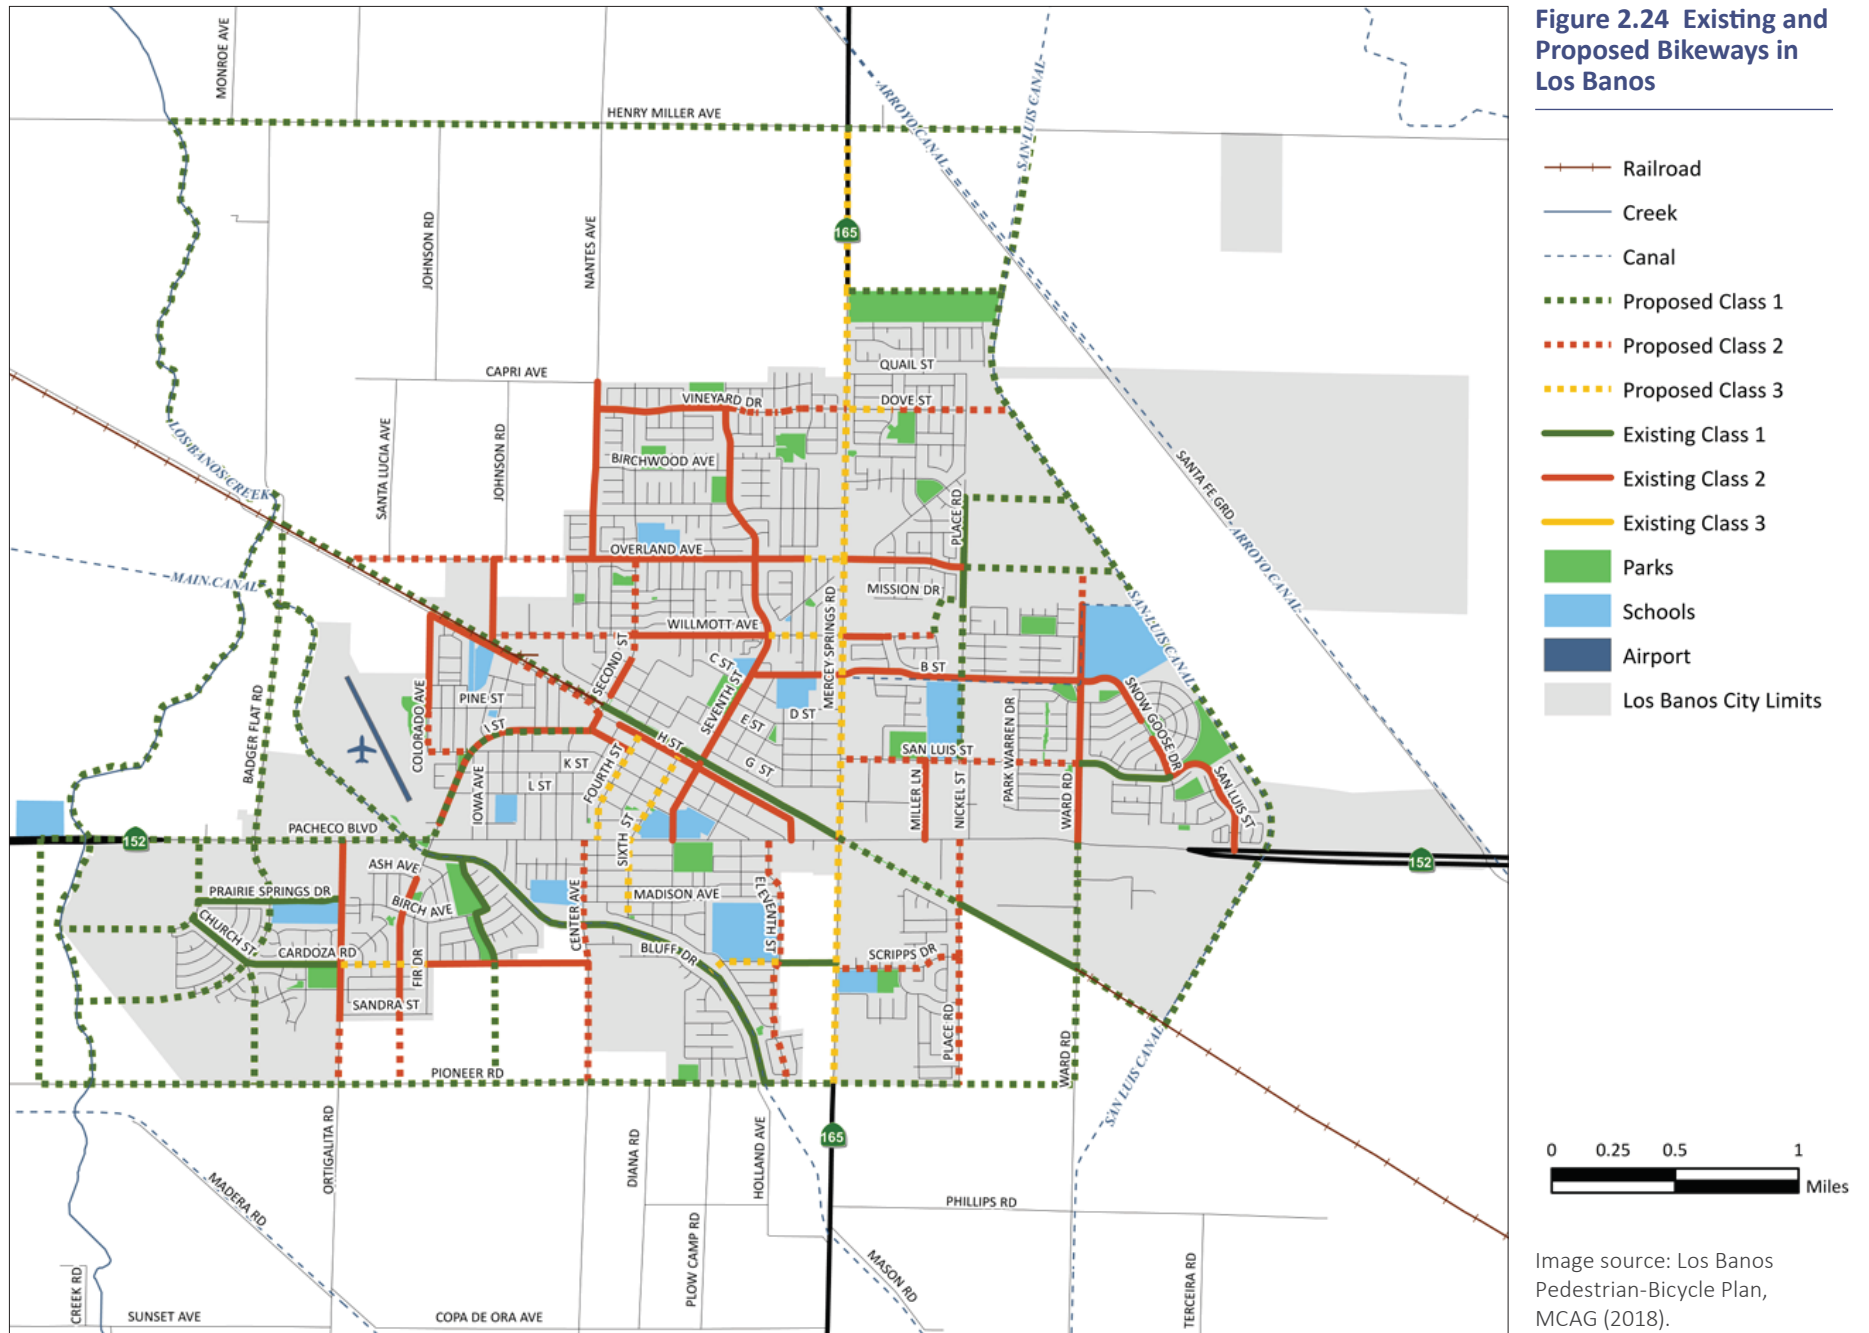 Figure 2.24 Existing and
Proposed Bikeways in
Los Banos
Railroad
Creek
Canal
Proposed Class 1
Proposed Class 2
Proposed Class 3
Existing Class 1
Existing Class 2
Existing Class 3
Parks
Schools
Airport
Los Banos City Limits
0 0.25 0.5 1
Miles
Image source: Los Banos
Pedestrian-Bicycle Plan,
MCAG (2018).
MONROE AVE
HENRY MILLER AVE
ARROYO CANAL
SAN LUIS CANAL
JOHNSON RD
NANTES AVE
165
QUAIL ST
CAPRI AVE
VINEYARD DR
DOVE ST
LOS BANOS CREEK
SANTA LUCIA AVE
JOHNSON RD
BIRCHWOOD AVE
SANTA FE GRD
ARROYO CANAL
PLACE RD
OVERLAND AVE
MAIN CANAL
MISSION DR
MERCEY SPRINGS RD
WILLMOTT AVE
SAN LUIS CANAL
SECOND ST
C ST
B ST
COLORADO AVE
PINE ST
SEVENTH ST
BADGER FLAT RD
I ST
E ST
D ST
H ST
PARK WARREN DR
SNOW GOOSE DR
SAN LUIS ST
K ST
G ST
IOWA AVE
L ST
FOURTH ST
MILLER LN
NICKEL ST
WARD RD
SAN LUIS ST
PACHECO BLVD
152
SIXTH ST
152
ASH AVE
PRAIRIE SPRINGS DR
BIRCH AVE
MADISON AVE
CENTER AVE
ELEVENTH ST
CHURCH ST
CARDOZA RD
FIR DR
BLUFF DR
SCRIPPS DR
SANDRA ST
PLACE RD
WARD RD
PIONEER RD
SAN LUIS CANAL
ORTIGALITA RD
DIANA RD
HOLLAND AVE
165
MADERA RD
PHILLIPS RD
PLOW CAMP RD
MASON RD
CREEK RD
TERCEIRA RD
SUNSET AVE
COPA DE ORA AVE